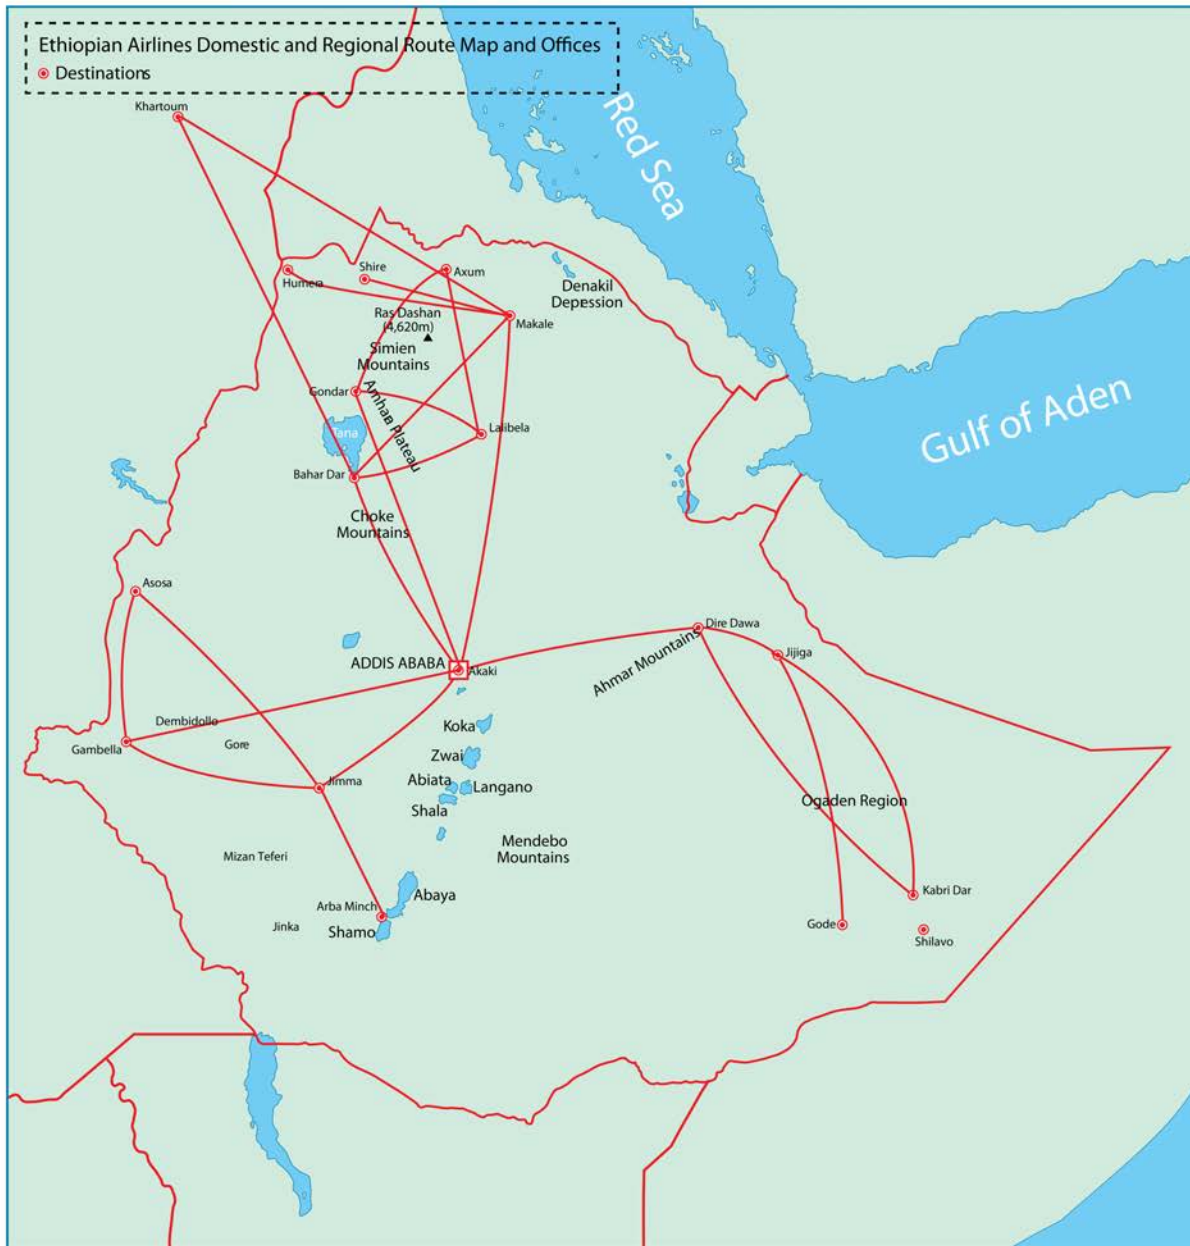 Ethiopian Airlines Domestic and Regional Route Map and Offices
Destinations
Khartoum
Red Sea
Humera
Shire
Axum
Denakil
Depression
Ras Dashan
(4,620m)
Makale
Simien
Mountains
Gondar
Amhara Plateau
Gulf of Aden
Tana
Lalibela
Bahar Dar
Choke
Mountains
Asosa
Dire Dawa
ADDIS ABABA
Akaki
Ahmar Mountains
Jijiga
Dembidollo
Koka
Gambella
Gore
Zwai
Jimma
Abiata
Langano
Shala
Ogaden Region
Mendebo
Mountains
Mizan Teferi
Abaya
Kabri Dar
Arba Minch
Jinka
Shamo
Gode
Shilavo